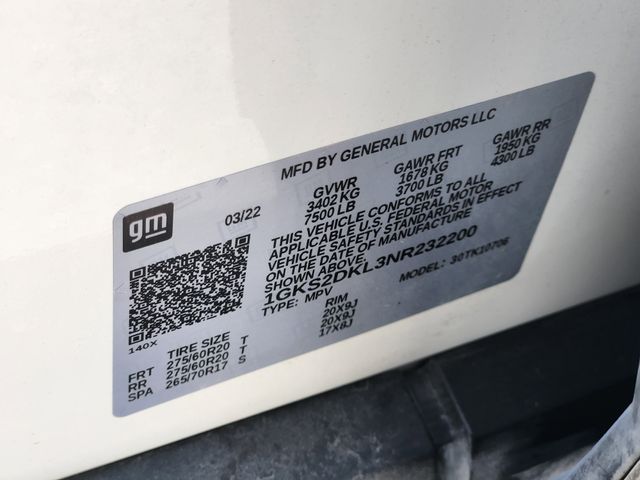 MFD BY GENERAL MOTORS LLC
gm
03/22
GVWR GAWR FRT GAWR RR
3402 KG 1678 KG 1950 KG
7500 LB 3700 LB 4300 LB
THIS VEHICLE CONFORMS TO ALL
APPLICABLE U.S. FEDERAL MOTOR
VEHICLE SAFETY STANDARDS IN EFFECT
ON THE DATE OF MANUFACTURE
SHOWN ABOVE.
1GKS2DKL3NR232200
TYPE: MPV MODEL: 30TK10706
140X
TIRE SIZE RIM
FRT 275/60R20 T 20X9J
RR 275/60R20 T 20X9J
SPA 265/70R17 S 17X8J